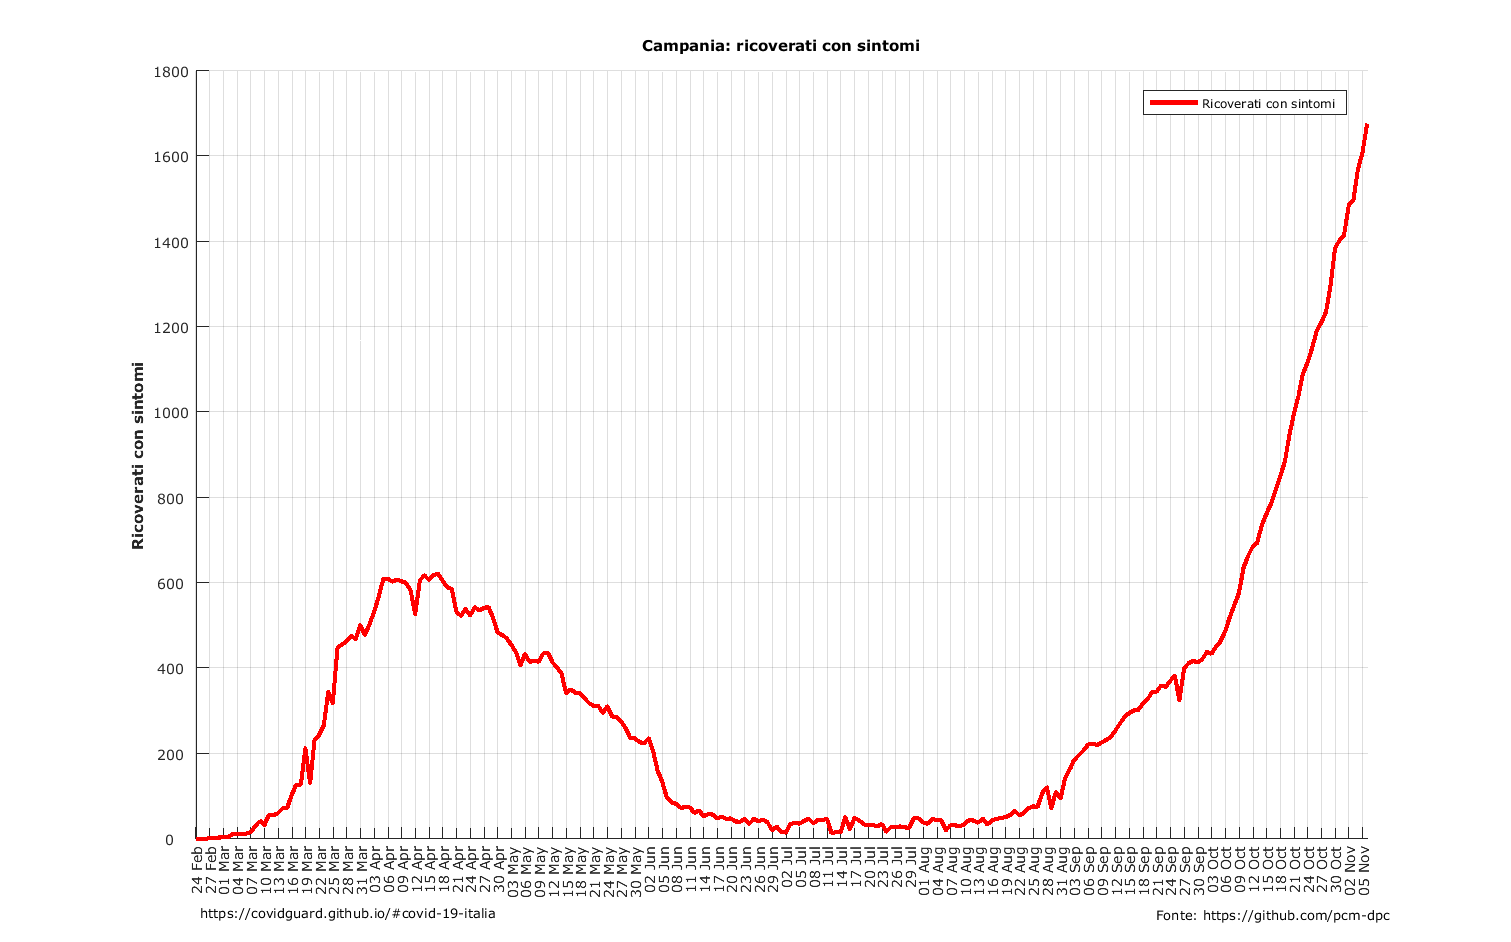 Campania: ricoverati con sintomi
Ricoverati con sintomi
Ricoverati con sintomi
1800
1600
1400
1200
1000
800
600
400
200
0
24 Feb
27 Feb
01 Mar
04 Mar
07 Mar
10 Mar
13 Mar
16 Mar
19 Mar
22 Mar
25 Mar
28 Mar
31 Mar
03 Apr
06 Apr
09 Apr
12 Apr
15 Apr
18 Apr
21 Apr
24 Apr
27 Apr
30 Apr
03 May
06 May
09 May
12 May
15 May
18 May
21 May
24 May
27 May
30 May
02 Jun
05 Jun
08 Jun
11 Jun
14 Jun
17 Jun
20 Jun
23 Jun
26 Jun
29 Jun
02 Jul
05 Jul
08 Jul
11 Jul
14 Jul
17 Jul
20 Jul
23 Jul
26 Jul
29 Jul
01 Aug
04 Aug
07 Aug
10 Aug
13 Aug
16 Aug
19 Aug
22 Aug
25 Aug
28 Aug
31 Aug
03 Sep
06 Sep
09 Sep
12 Sep
15 Sep
18 Sep
21 Sep
24 Sep
27 Sep
30 Sep
03 Oct
06 Oct
09 Oct
12 Oct
15 Oct
18 Oct
21 Oct
24 Oct
27 Oct
30 Oct
02 Nov
05 Nov
https://covidguard.github.io/#covid-19-italia
Fonte: https://github.com/pcm-dpc